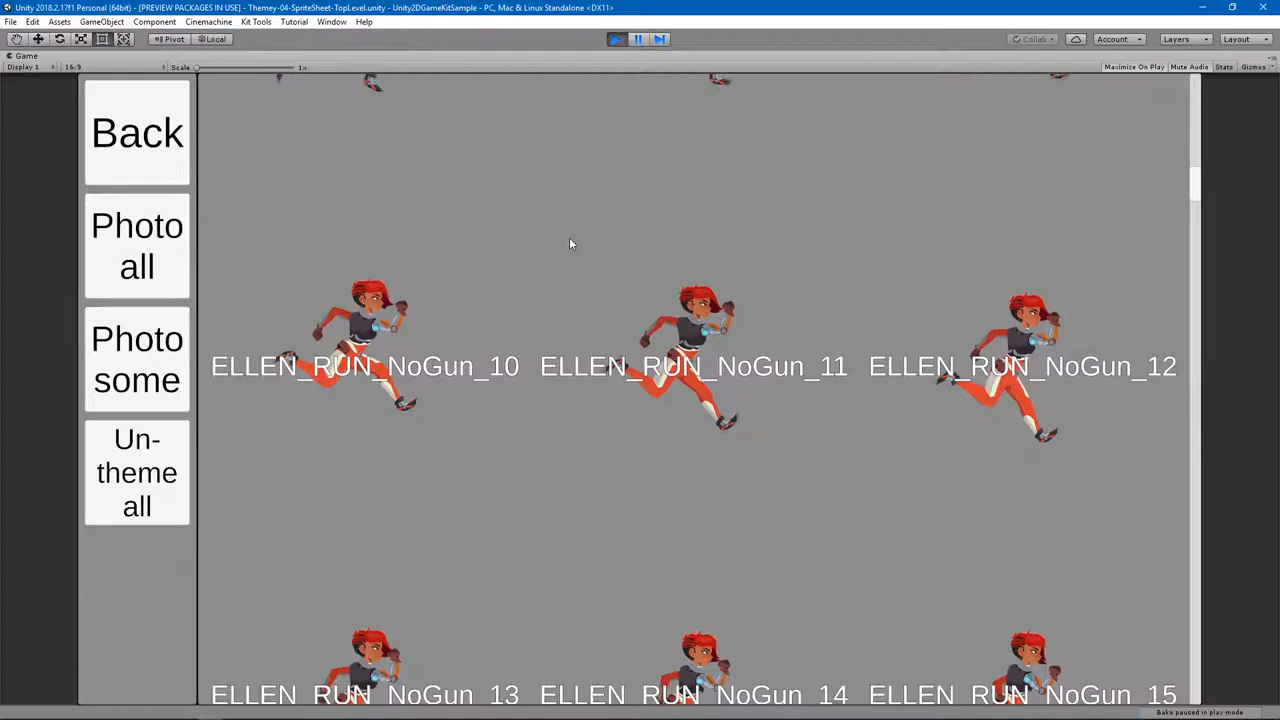 Unity 2018.2.17f1 Personal (64bit) - [PREVIEW PACKAGES IN USE] - Themey-04-SpriteSheet-TopLevel.unity - Unity2DGameKitSample - PC, Mac & Linux Standalone <DX11>
File Edit Assets GameObject Component Cinemachine Kit Tools Tutorial Window Help
Pivot Local Collab Account Layers Layout
Game
Display 1 16:9 Scale 1x Maximize On Play Mute Audio Stats Gizmos
Back
Photo
all
Photo
some
Un-
theme
all
ELLEN_RUN_NoGun_10 ELLEN_RUN_NoGun_11 ELLEN_RUN_NoGun_12
ELLEN_RUN_NoGun_13 ELLEN_RUN_NoGun_14 ELLEN_RUN_NoGun_15
Bake paused in play mode